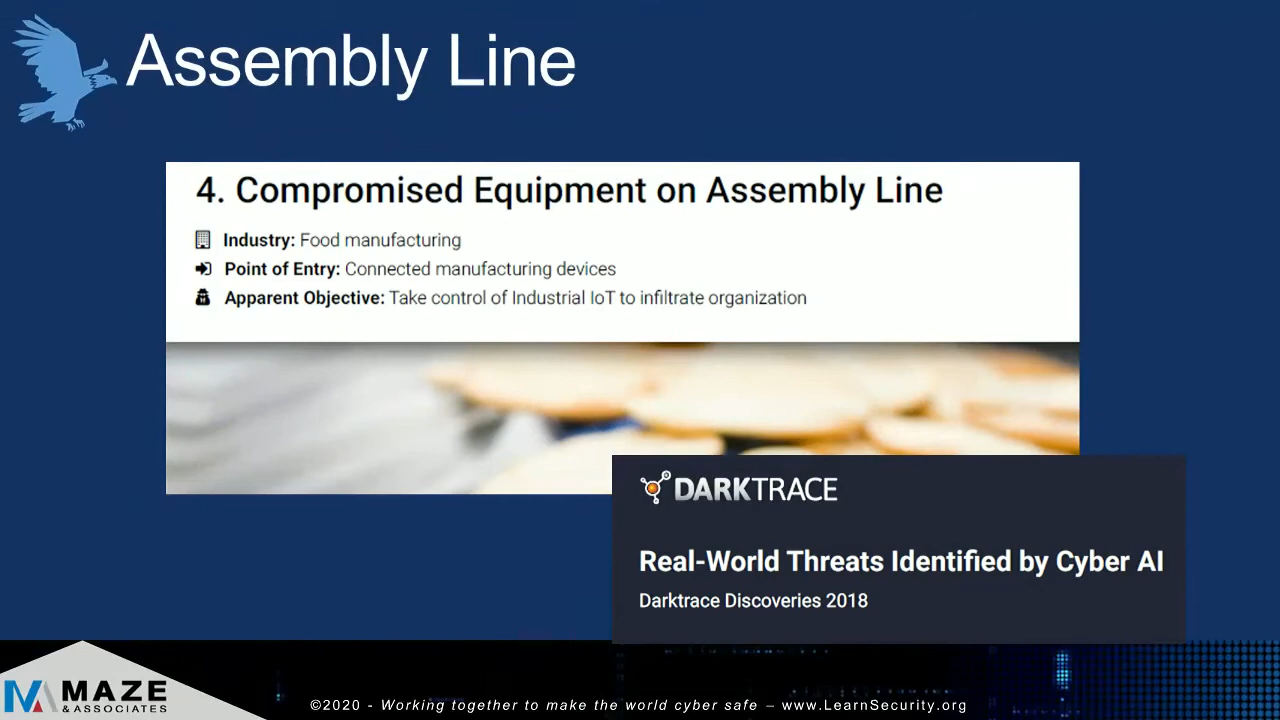 Assembly Line
4. Compromised Equipment on Assembly Line
Industry: Food manufacturing
Point of Entry: Connected manufacturing devices
Apparent Objective: Take control of Industrial IoT to infiltrate organization
DARKTRACE
Real-World Threats Identified by Cyber AI
Darktrace Discoveries 2018
MAZE
& ASSOCIATES
©2020 - Working together to make the world cyber safe – www.LearnSecurity.org